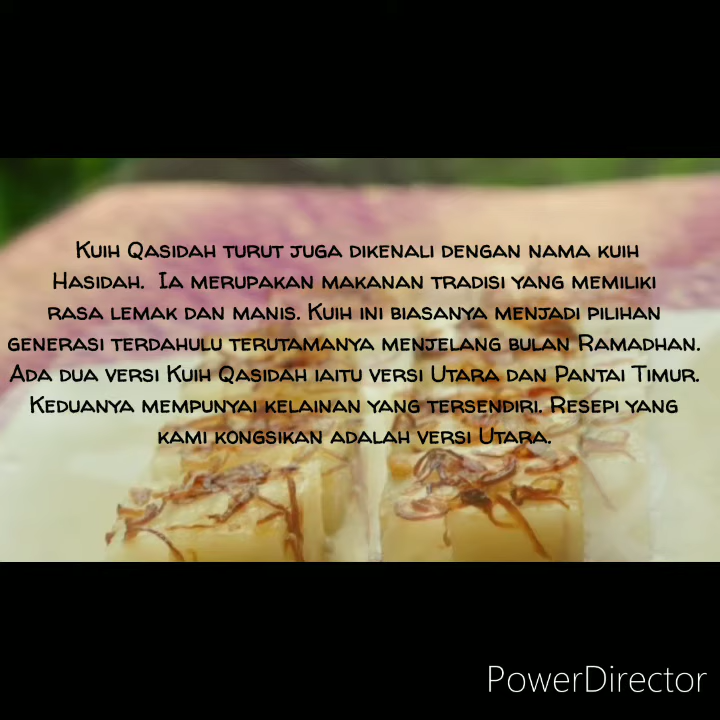 Kuih Qasidah turut juga dikenali dengan nama kuih
Hasidah. Ia merupakan makanan tradisi yang memiliki
rasa lemak dan manis. Kuih ini biasanya menjadi pilihan
generasi terdahulu terutamanya menjelang bulan Ramadhan.
Ada dua versi Kuih Qasidah iaitu versi Utara dan Pantai Timur.
Keduanya mempunyai kelainan yang tersendiri. Resepi yang
kami kongsikan adalah versi Utara.
PowerDirector